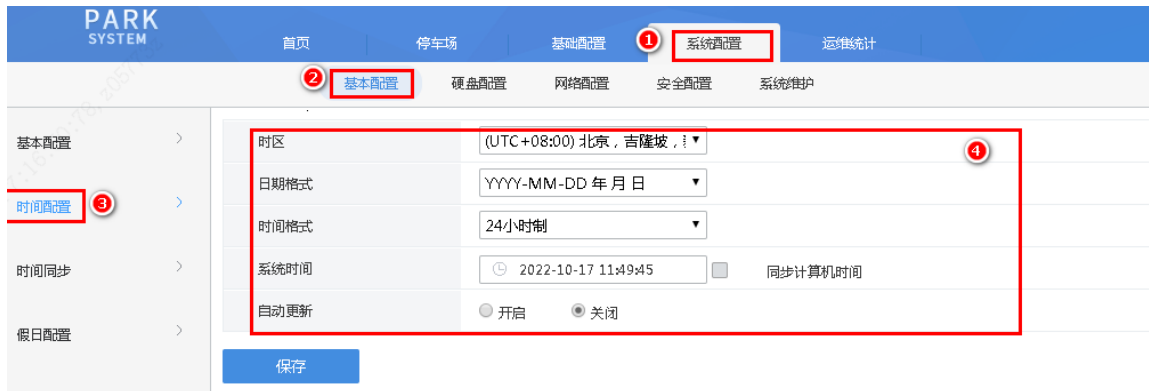 PARK
SYSTEM
首页 停车场 基础配置 1 系统配置 运维统计
2 基本配置 硬盘配置 网络配置 安全配置 系统维护
基本配置
时间配置 3
时间同步
假日配置
4
时区 (UTC+08:00) 北京，吉隆坡，
日期格式 YYYY-MM-DD 年 月 日
时间格式 24小时制
系统时间 2022-10-17 11:49:45 同步计算机时间
自动更新 开启 关闭
保存